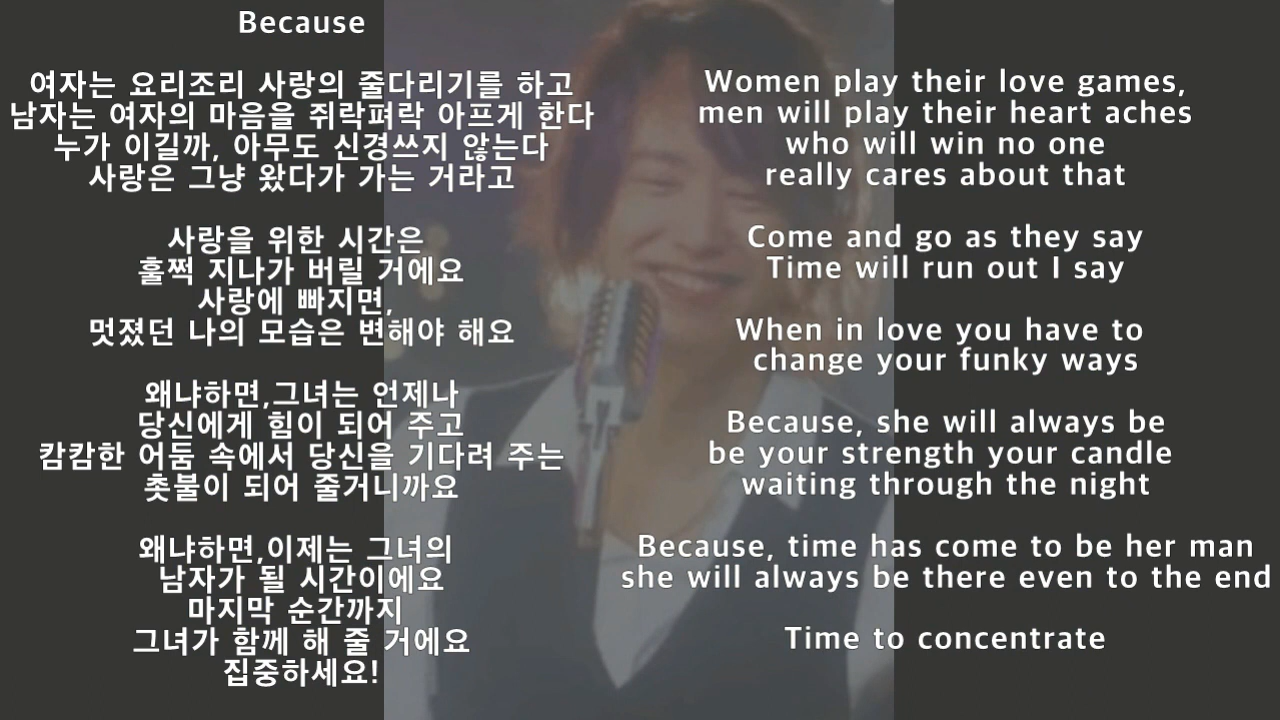 Because
여자는 요리조리 사랑의 줄다리기를 하고
남자는 여자의 마음을 쥐락펴락 아프게 한다
누가 이길까, 아무도 신경쓰지 않는다
사랑은 그냥 왔다가 가는 거라고
사랑을 위한 시간은
훌쩍 지나가 버릴 거에요
사랑에 빠지면,
멋졌던 나의 모습은 변해야 해요
왜냐하면,그녀는 언제나
당신에게 힘이 되어 주고
캄캄한 어둠 속에서 당신을 기다려 주는
촛불이 되어 줄거니까요
왜냐하면,이제는 그녀의
남자가 될 시간이에요
마지막 순간까지
그녀가 함께 해 줄 거에요
집중하세요!
Women play their love games,
men will play their heart aches
who will win no one
really cares about that
Come and go as they say
Time will run out I say
When in love you have to
change your funky ways
Because, she will always be
be your strength your candle
waiting through the night
Because, time has come to be her man
she will always be there even to the end
Time to concentrate